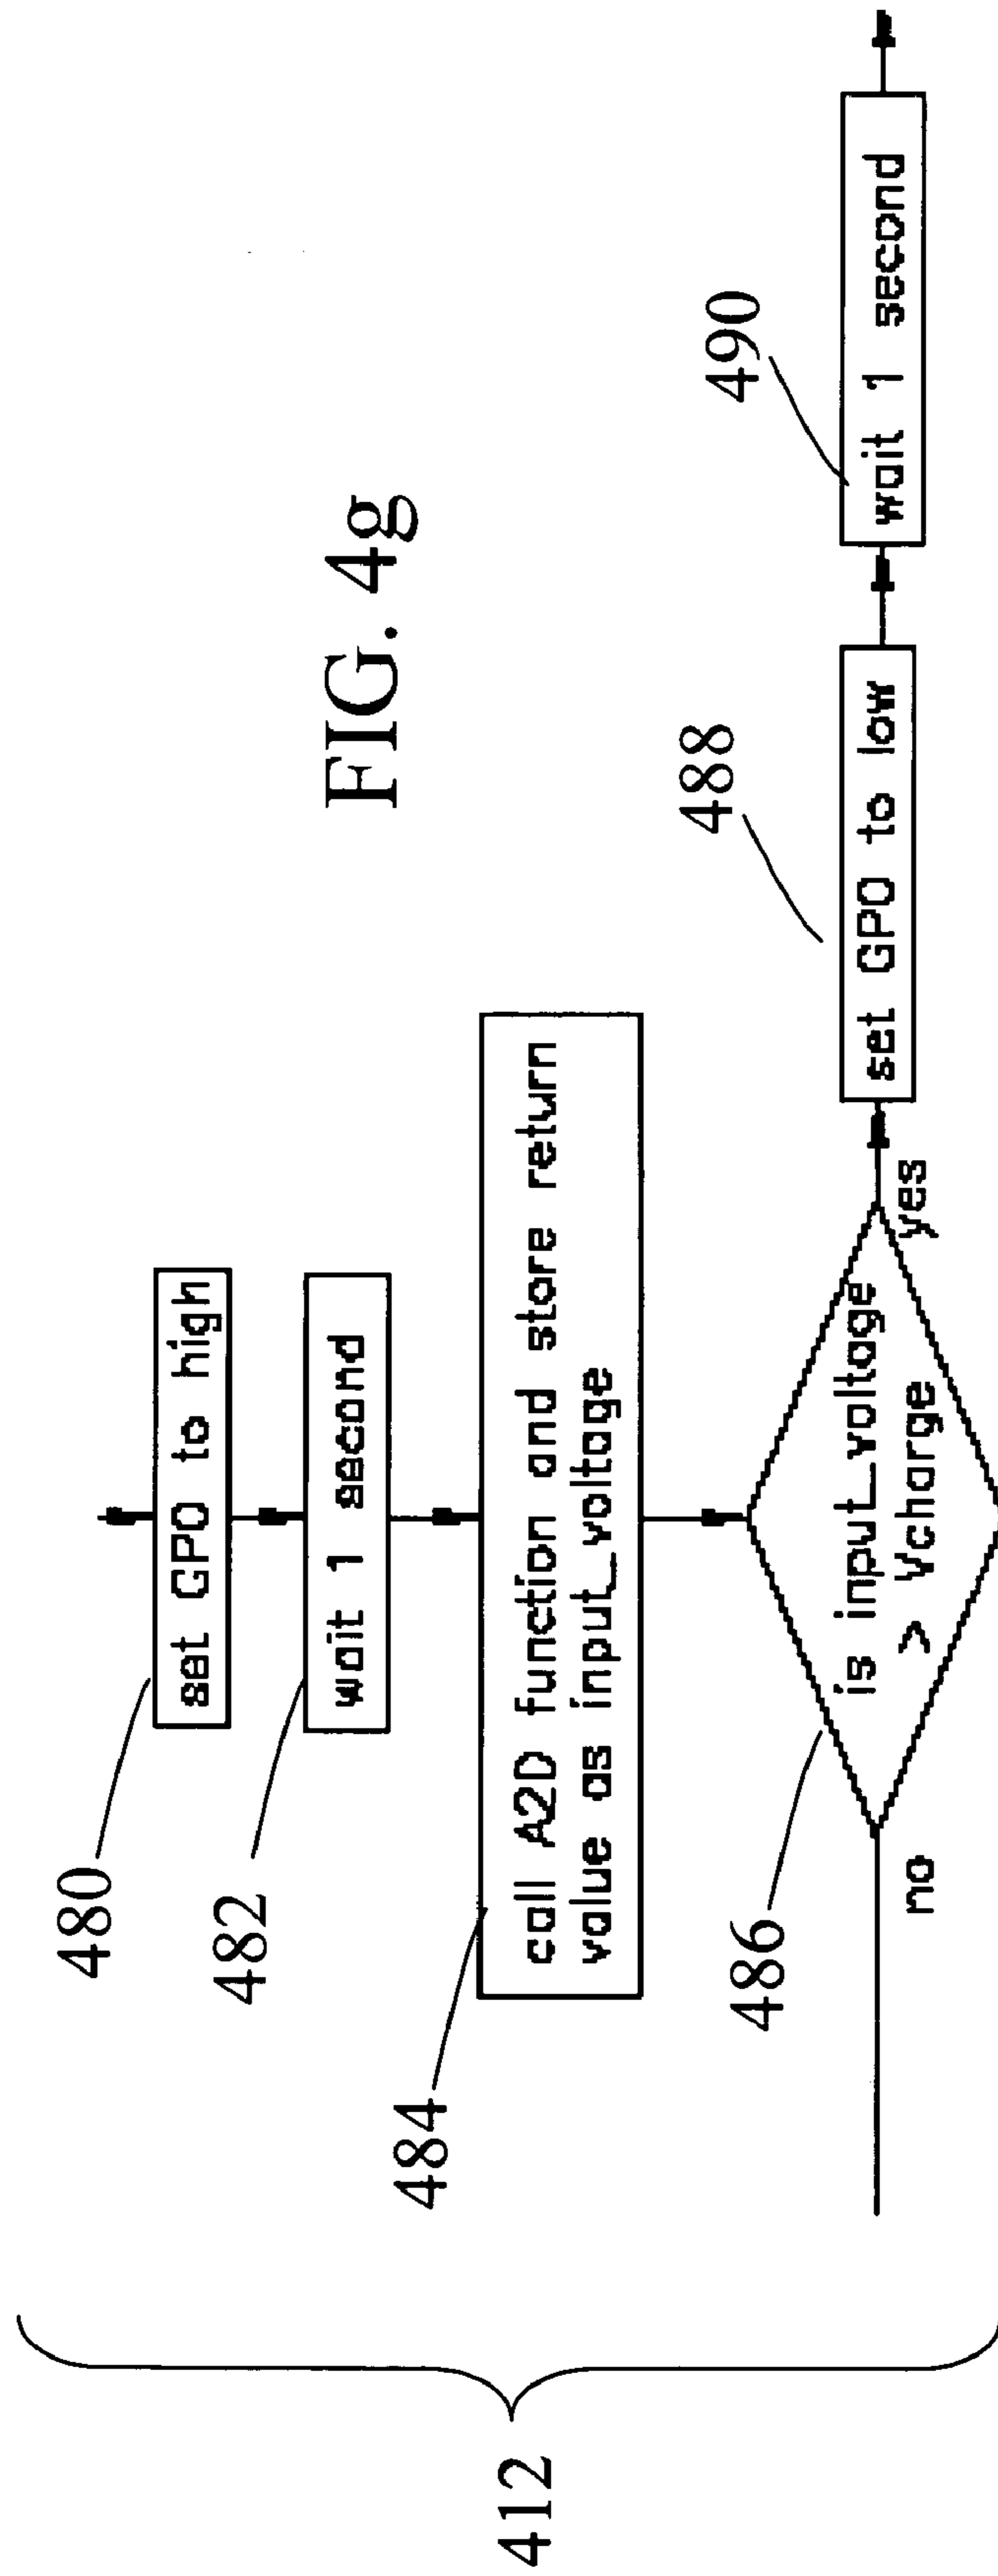 412
480
set GPO to high
482
wait 1 second
FIG. 4g
484
call A2D function and store return
value as input_voltage
486
is input_voltage
> Vcharge
no
yes
488
set GPO to low
490
wait 1 second